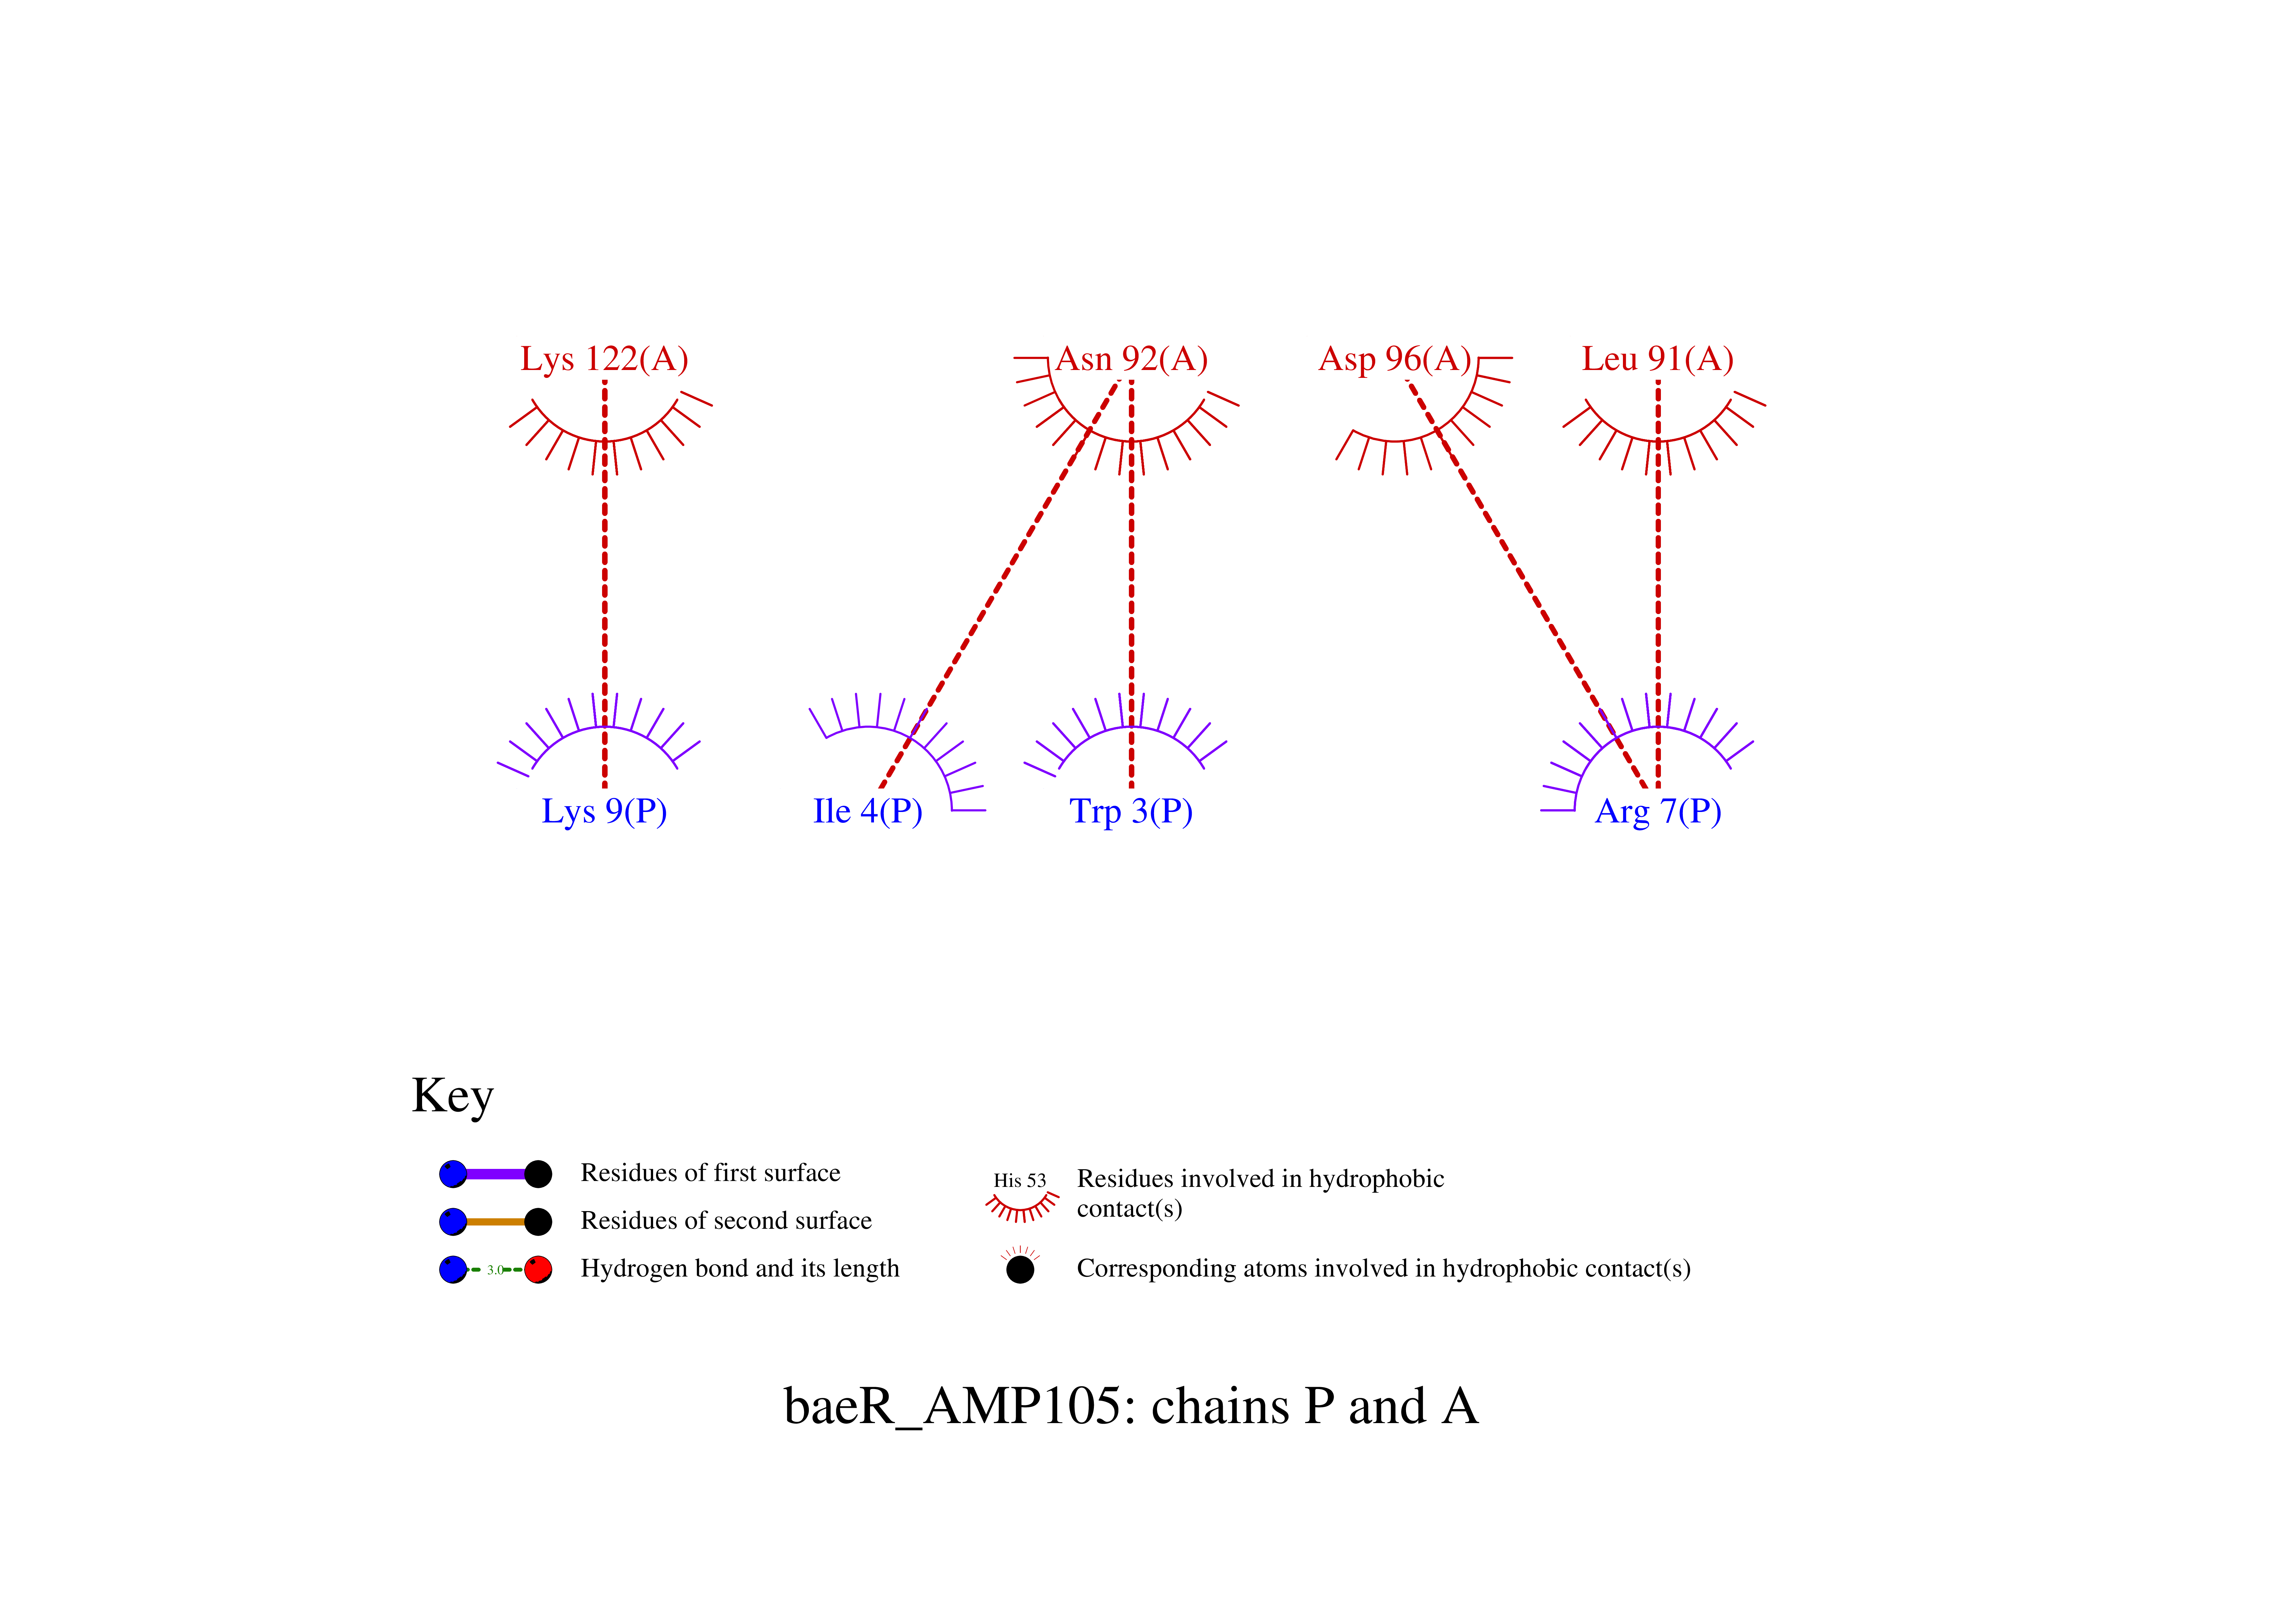 Lys 122(A) Asn 92(A) Asp 96(A) Leu 91(A)
Lys 9(P) Ile 4(P) Trp 3(P) Arg 7(P)
Key
Residues of first surface
Residues of second surface
3.0 Hydrogen bond and its length
His 53 Residues involved in hydrophobic
contact(s)
Corresponding atoms involved in hydrophobic contact(s)
baeR_AMP105: chains P and A